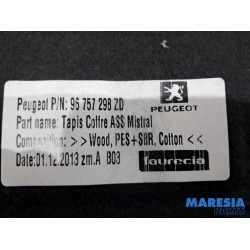 Peugeot P/N: 96 757 298 ZD
PEUGEOT
Part name: Tapis Coffre ASS Mistral
Composition: >>Wood, PES+SBR, Cotton <<
Date:01.12.2013 zm.A B03
faurecia
MARESIA
PARTS